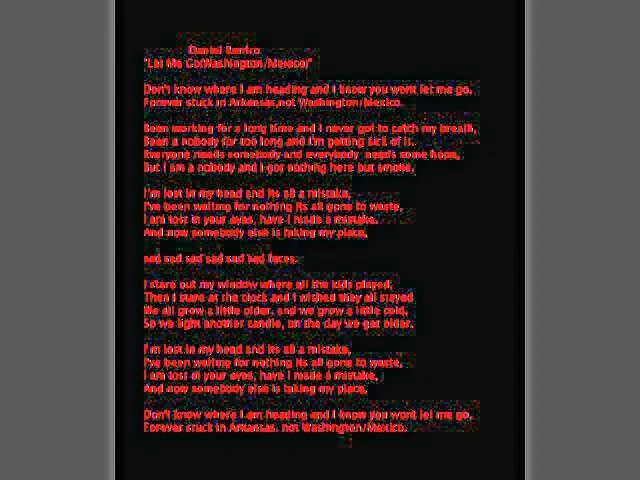 Daniel
"Let Me Go(Washington/Mexico)"
Don't know where I am heading and I know you wont let me go,
Forever stuck in Arkansas,not Washington/Mexico.
Been working for a long time and I never got to catch my breath,
Been a nobody for too long and I'm getting sick of it.
Everyone needs somebody and everybody needs some hope,
But I am a nobody and I got nothing here but smoke,
I'm lost in my head and its all a mistake,
I've been waiting for nothing its all gone to waste,
I am lost in your eyes, have I made a mistake.
And now somebody else is taking my place,
sad sad sad sad sad sad faces.
I stare out my window where all the kids played,
Then I stare at the clock and I wished they all stayed
We all grow a little older, and we grow a little cold,
So we light another candle, on the day we get older.
I'm lost in my head and its all a mistake,
I've been waiting for nothing its all gone to waste,
I am lost in your eyes, have I made a mistake,
And now somebody else is taking my place,
Don't know where I am heading and I know you wont let me go,
Forever stuck in Arkansas, not Washington/Mexico.